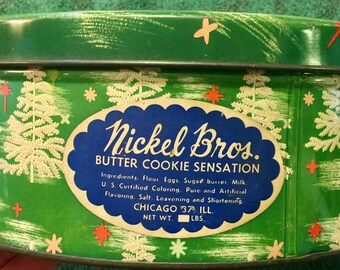 Nickel Bros.
BUTTER COOKIE SENSATION
Ingredients: Flour, Eggs, Sugar, Butter, Milk,
U. S. Certified Coloring, Pure and Artificial
Flavoring, Salt, Leavening and Shortening
CHICAGO 37, ILL.
NET WT. LBS.